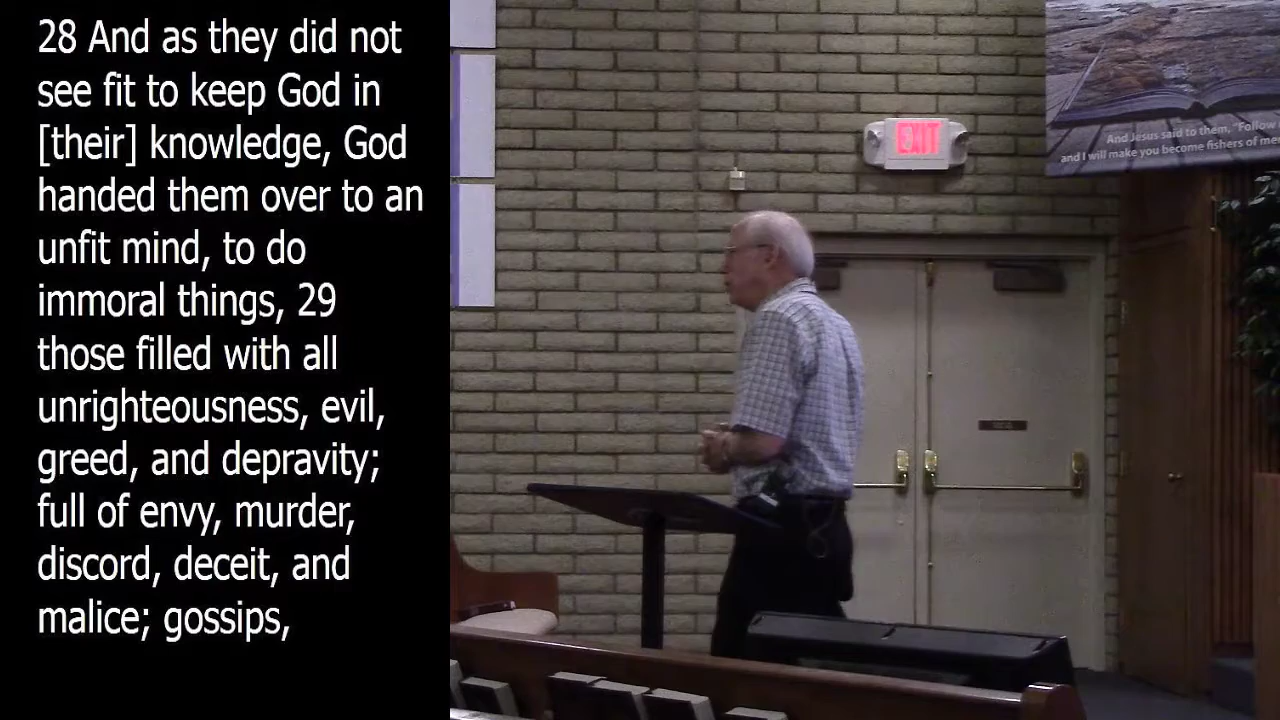 28 And as they did not
see fit to keep God in
[their] knowledge, God
handed them over to an
unfit mind, to do
immoral things, 29
those filled with all
unrighteousness, evil,
greed, and depravity;
full of envy, murder,
discord, deceit, and
malice; gossips,
EXIT
And Jesus said to them, "Follow
and I will make you become fishers of me